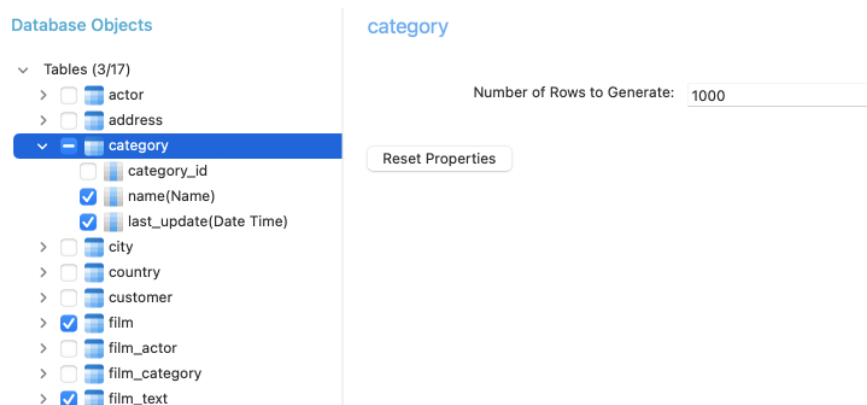 Database Objects
Tables (3/17)
actor
address
category
category_id
name(Name)
last_update(Date Time)
city
country
customer
film
film_actor
film_category
film_text
category
Number of Rows to Generate: 1000
Reset Properties